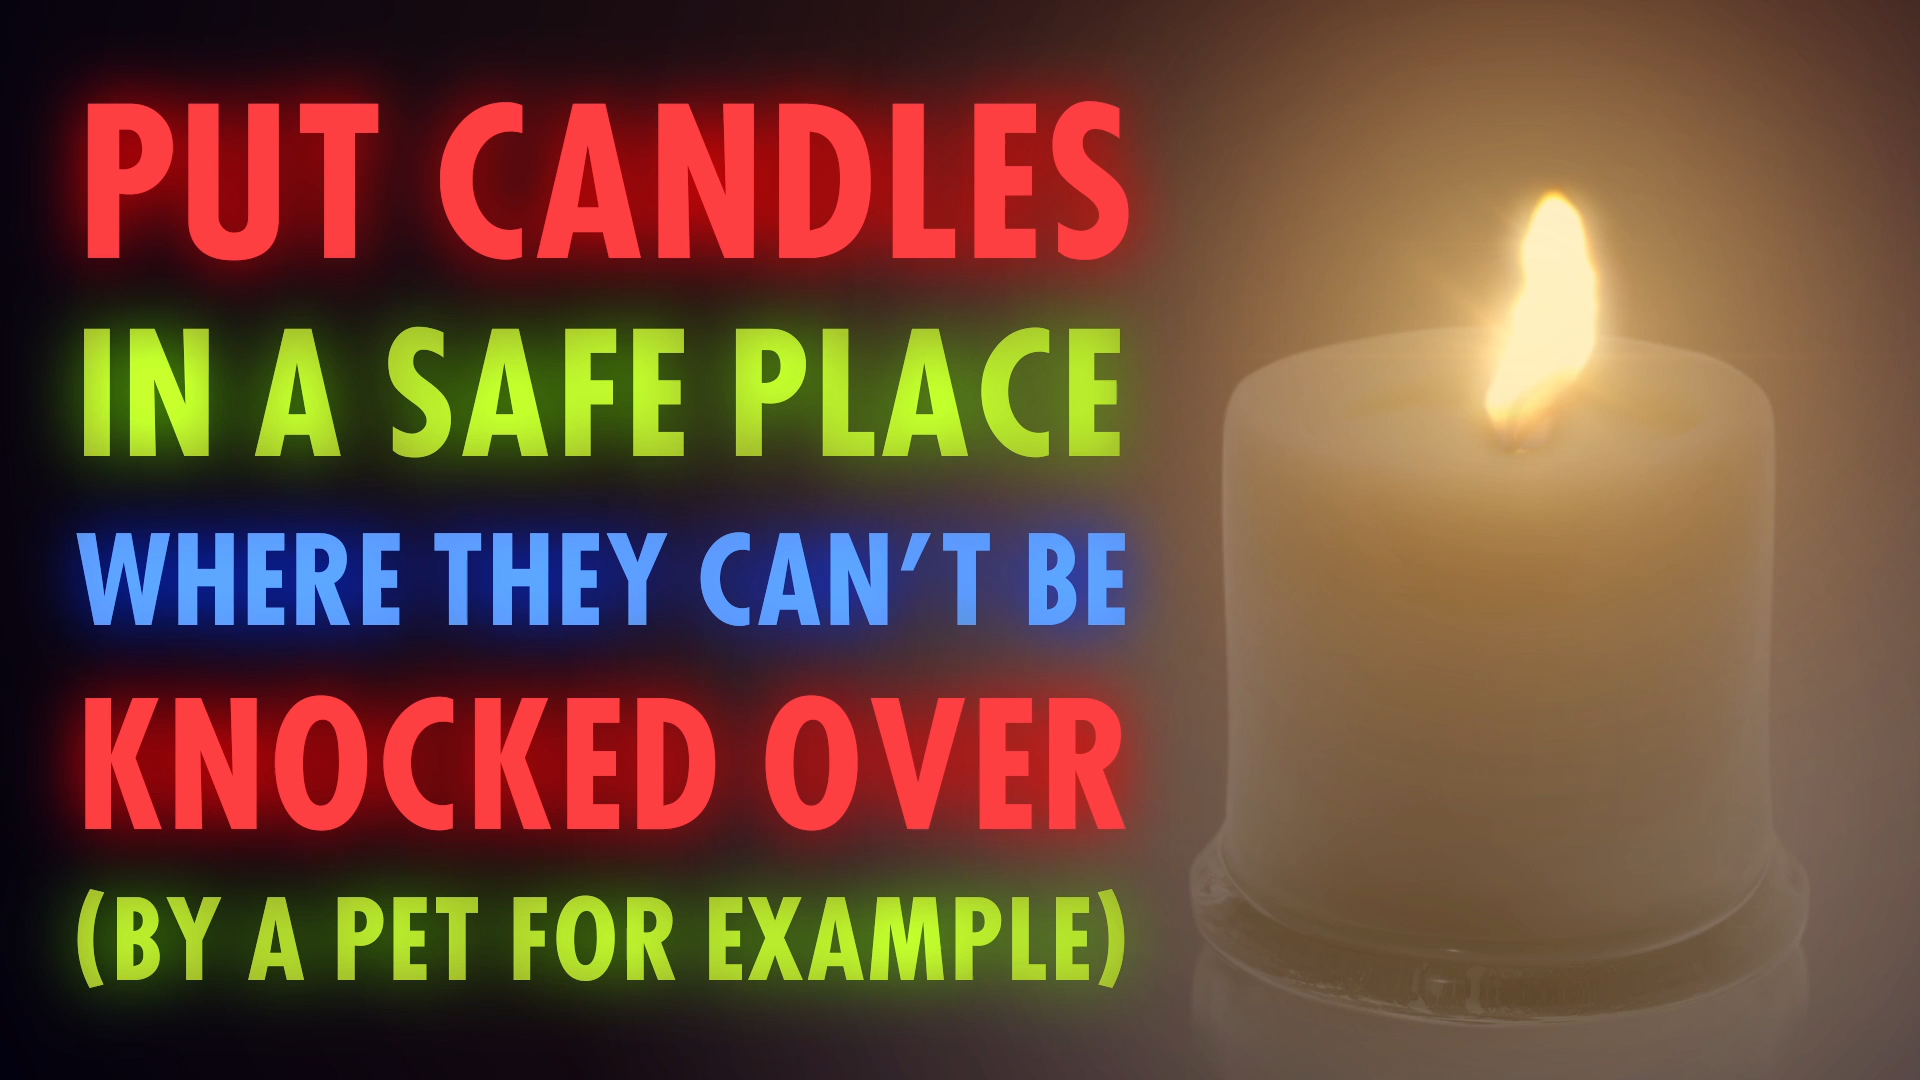 PUT CANDLES
IN A SAFE PLACE
WHERE THEY CAN'T BE
KNOCKED OVER
(BY A PET FOR EXAMPLE)